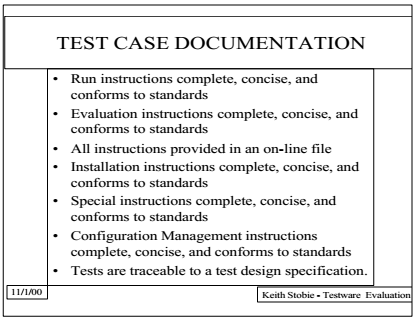 TEST CASE DOCUMENTATION
• Run instructions complete, concise, and
conforms to standards
• Evaluation instructions complete, concise, and
conforms to standards
• All instructions provided in an on-line file
• Installation instructions complete, concise, and
conforms to standards
• Special instructions complete, concise, and
conforms to standards
• Configuration Management instructions
complete, concise, and conforms to standards
• Tests are traceable to a test design specification.
11/1/00
Keith Stobie - Testware Evaluation